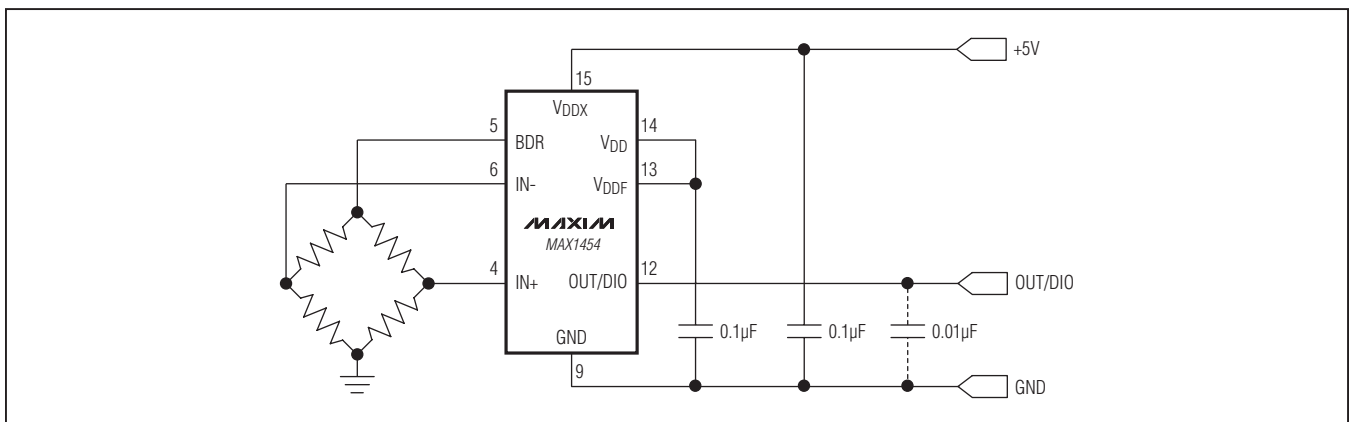 +5V
15
VDDX
5
14
BDR
VDD
6
13
IN-
VDDF
MAXIM
MAX1454
4
12
IN+
OUT/DIO
OUT/DIO
0.1µF
0.1µF
0.01µF
GND
9
GND